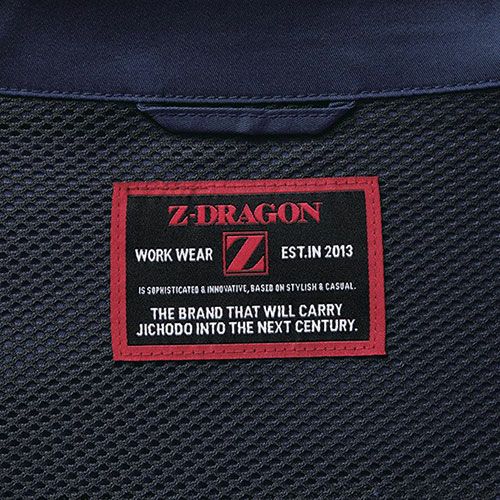 Z-DRAGON
WORK WEAR Z EST.IN 2013
IS SOPHISTICATED & INNOVATIVE, BASED ON STYLISH & CASUAL.
THE BRAND THAT WILL CARRY
JICHODO INTO THE NEXT CENTURY.